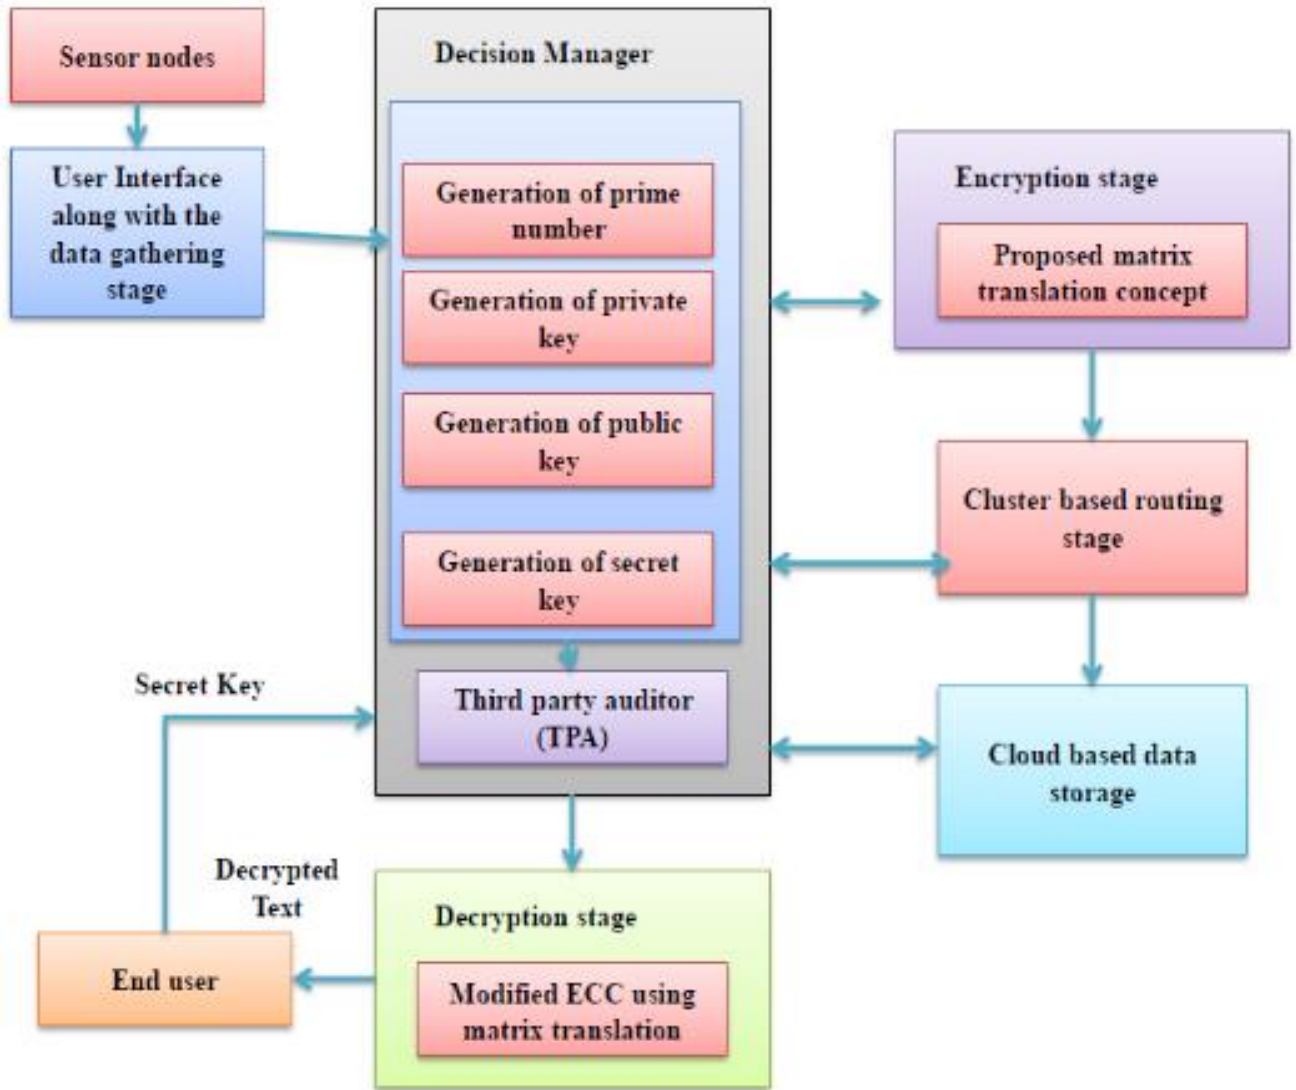 Sensor nodes
User Interface
along with the
data gathering
stage
Decision Manager
Generation of prime
number
Generation of private
key
Generation of public
key
Generation of secret
key
Third party auditor
(TPA)
Encryption stage
Proposed matrix
translation concept
Cluster based routing
stage
Cloud based data
storage
Secret Key
Decrypted
Text
End user
Decryption stage
Modified ECC using
matrix translation